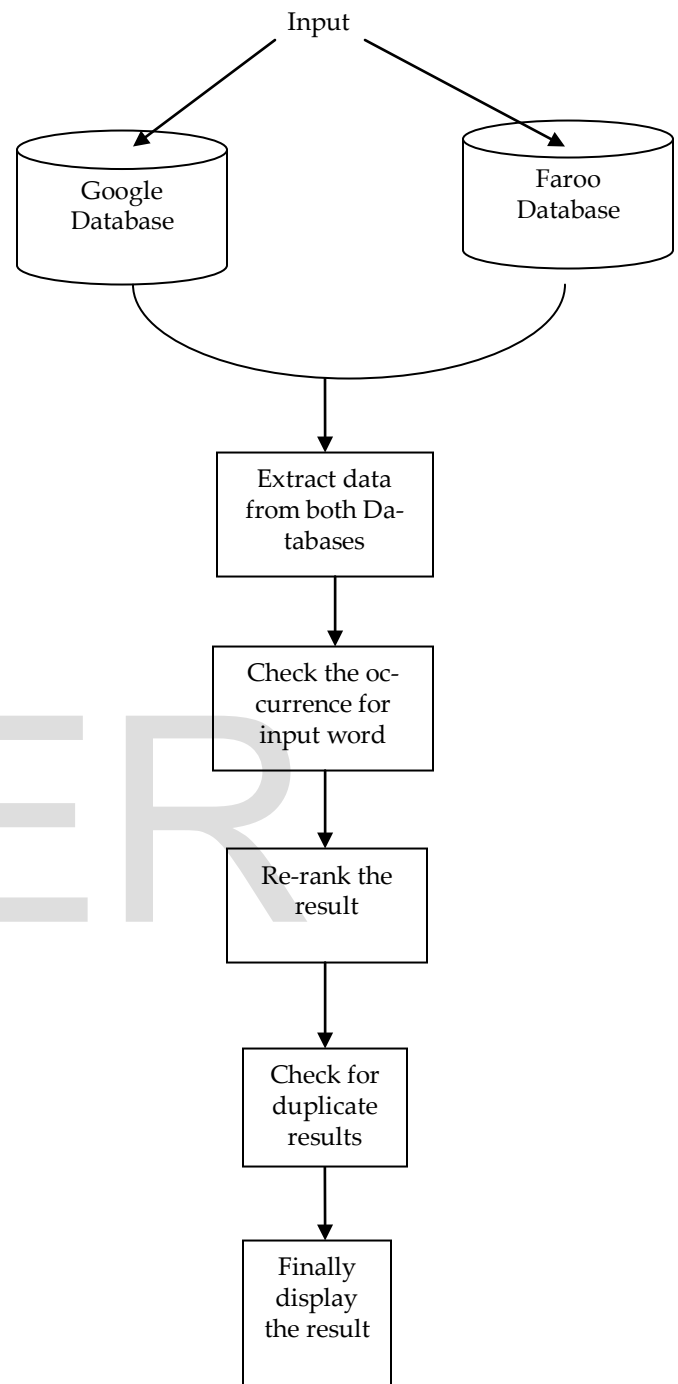 Input
Google
Database
Faroo
Database
Extract data
from both Da-
tabases
Check the oc-
currence for
input word
ER
Re-rank the
result
Check for
duplicate
results
Finally
display
the result